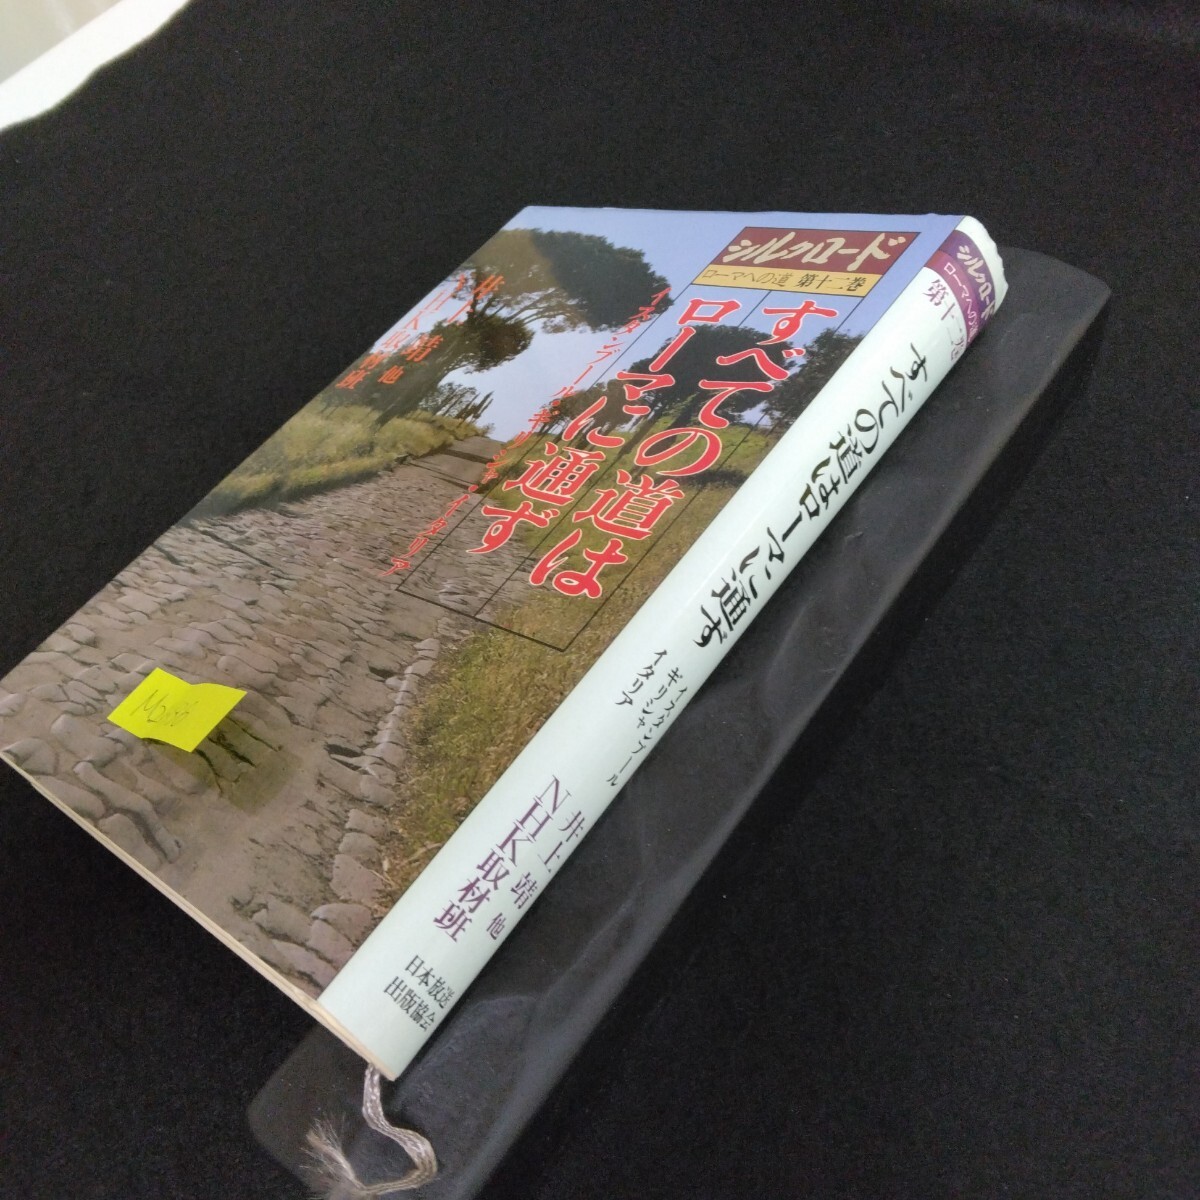 シルクロード
ローマへの道 第十二巻
すべての道は
ローマに通ず
イスタンブール・ギリシャ・イタリア
井上 靖 他
NHK取材班
シルクロード
ローマへの道
第十二巻
すべての道はローマに通ず
イスタンブール
ギリシャ
イタリア
井上 靖 他
NHK取材班
日本放送
出版協会